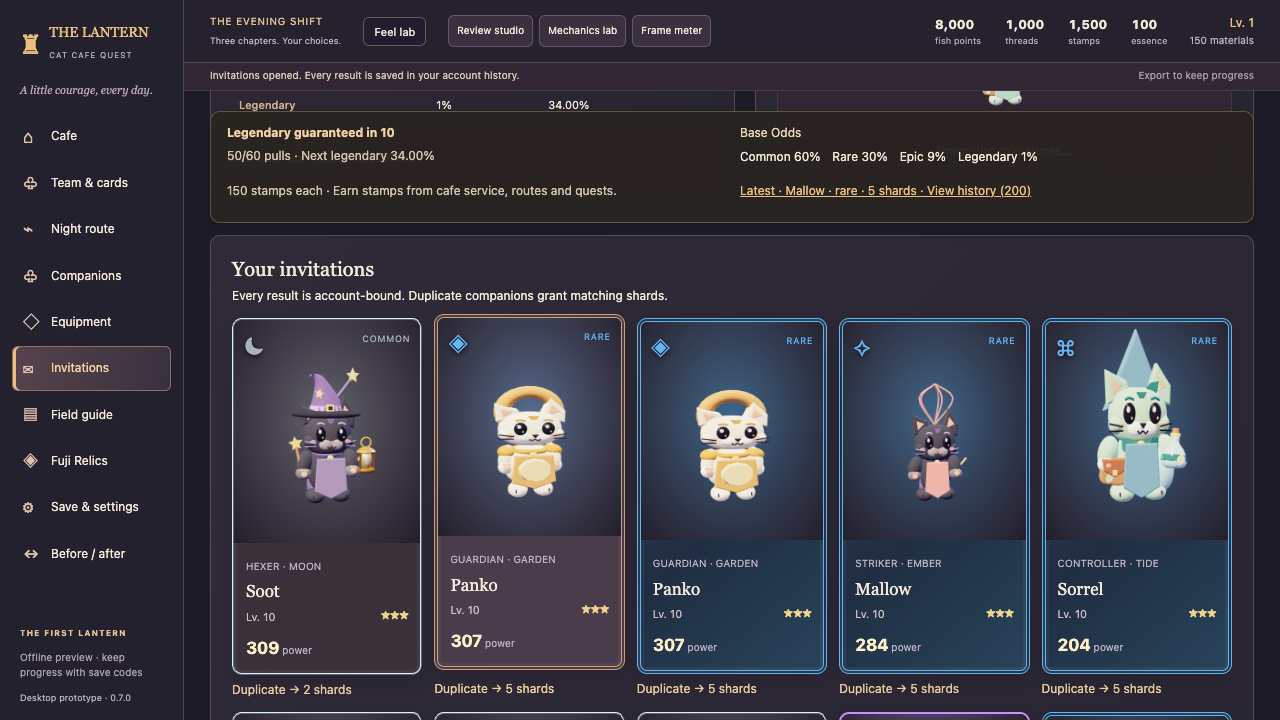 THE LANTERN
CAT CAFE QUEST
A little courage, every day.
Cafe
Team & cards
Night route
Companions
Equipment
Invitations
Field guide
Fuji Relics
Save & settings
Before / after
THE FIRST LANTERN
Offline preview · keep
progress with save codes
Desktop prototype · 0.7.0
THE EVENING SHIFT
Three chapters. Your choices.
Feel lab
Review studio
Mechanics lab
Frame meter
8,000
fish points
1,000
threads
1,500
stamps
100
essence
Lv. 1
150 materials
Invitations opened. Every result is saved in your account history.
Export to keep progress
Legendary 1% 34.00%
Legendary guaranteed in 10
50/60 pulls · Next legendary 34.00%
150 stamps each · Earn stamps from cafe service, routes and quests.
Base Odds
Common 60% Rare 30% Epic 9% Legendary 1%
Latest · Mallow · rare · 5 shards · View history (200)
Your invitations
Every result is account-bound. Duplicate companions grant matching shards.
COMMON
HEXER · MOON
Soot
Lv. 10
309 power
Duplicate → 2 shards
RARE
GUARDIAN · GARDEN
Panko
Lv. 10
307 power
Duplicate → 5 shards
RARE
GUARDIAN · GARDEN
Panko
Lv. 10
307 power
Duplicate → 5 shards
RARE
STRIKER · EMBER
Mallow
Lv. 10
284 power
Duplicate → 5 shards
RARE
CONTROLLER · TIDE
Sorrel
Lv. 10
204 power
Duplicate → 5 shards